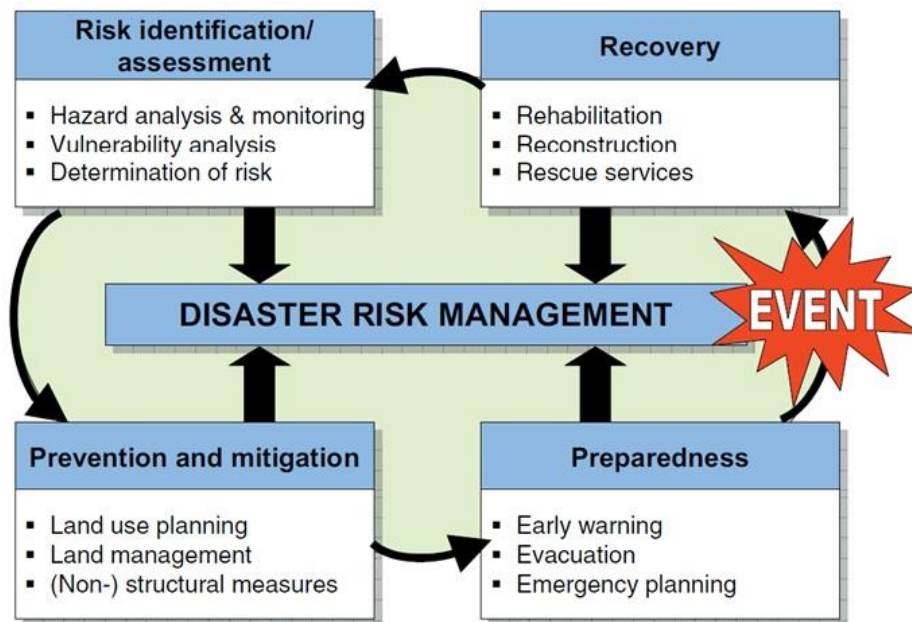 Risk identification/
assessment
▪ Hazard analysis & monitoring
▪ Vulnerability analysis
▪ Determination of risk
Recovery
▪ Rehabilitation
▪ Reconstruction
▪ Rescue services
DISASTER RISK MANAGEMENT
EVENT
Prevention and mitigation
▪ Land use planning
▪ Land management
▪ (Non-) structural measures
Preparedness
▪ Early warning
▪ Evacuation
▪ Emergency planning